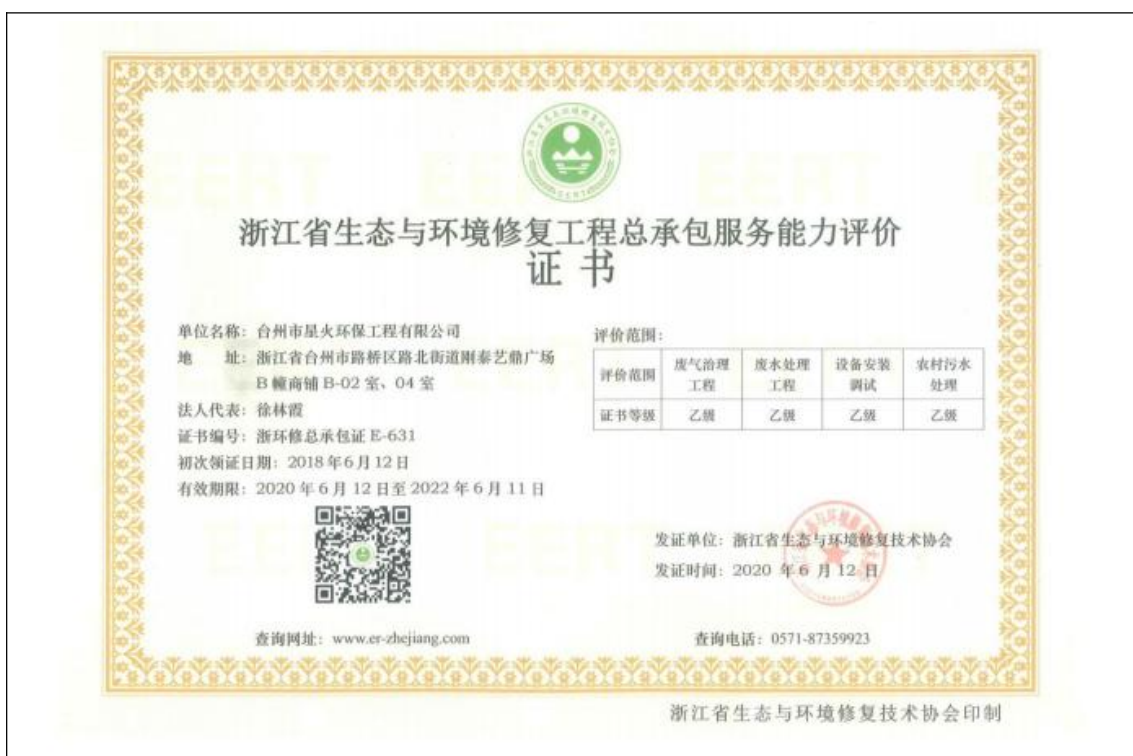 浙江省生态与环境修复工程总承包服务能力评价
证书
单位名称：台州市星火环保工程有限公司
地 址：浙江省台州市路桥区路北街道刚泰艺鼎广场
B 幢商铺 B-02 室、04 室
法人代表：徐林霞
证书编号：浙环修总承包证 E-631
初次领证日期：2018 年 6 月 12 日
有效期限：2020 年 6 月 12 日至 2022 年 6 月 11 日
评价范围：
评价范围 废气治理工程 废水处理工程 设备安装调试 农村污水处理
证书等级 乙级 乙级 乙级 乙级
发证单位：浙江省生态与环境修复技术协会
发证时间：2020 年 6 月 12 日
查询网址：www.er-zhejiang.com
查询电话：0571-87359923
浙江省生态与环境修复技术协会印制
EERT